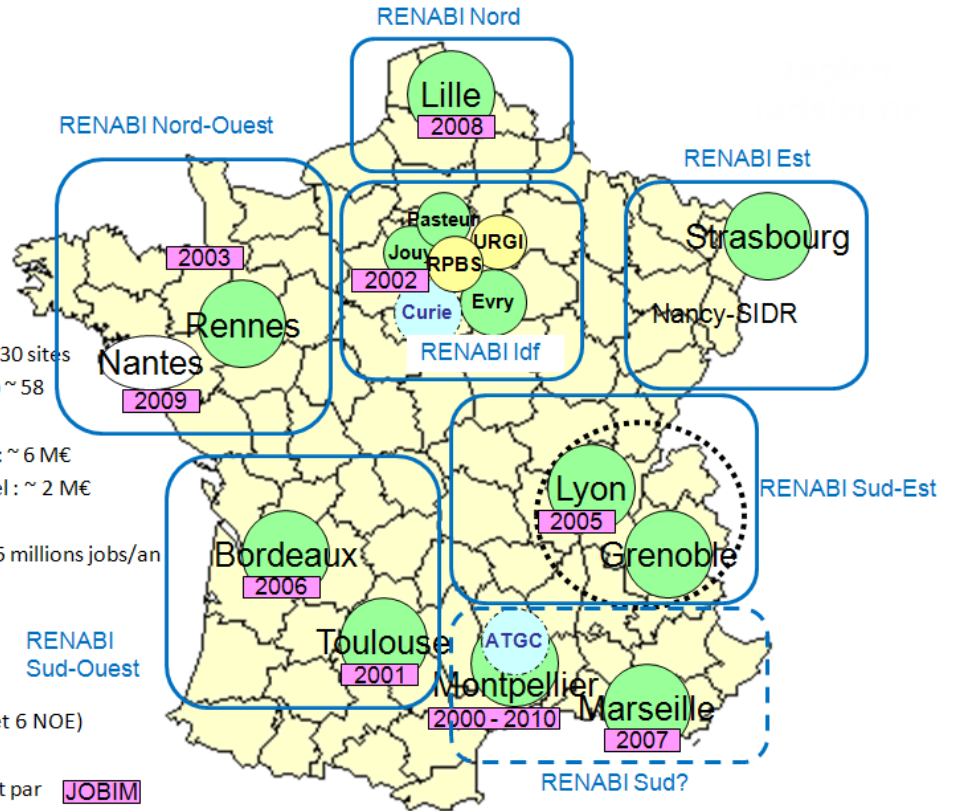 RENABI Nord
Lille
2008
RENABI Nord-Ouest
RENABI Est
2003
Rennes
Nantes
2009
Pasteur
URGI
Jouy
RPBS
2002
Curie
Evry
RENABI Idf
Strasbourg
Nancy-SIDR
30 sites
~ 58
: ~ 6 M€
el : ~ 2 M€
millions jobs/an
Lyon
2005
RENABI Sud-Est
Grenoble
Bordeaux
2006
RENABI
Sud-Ouest
Toulouse
2001
ATGC
Montpellier
2000 - 2010
Marseille
2007
et 6 NOE)
RENABI Sud?
t par JOBIM